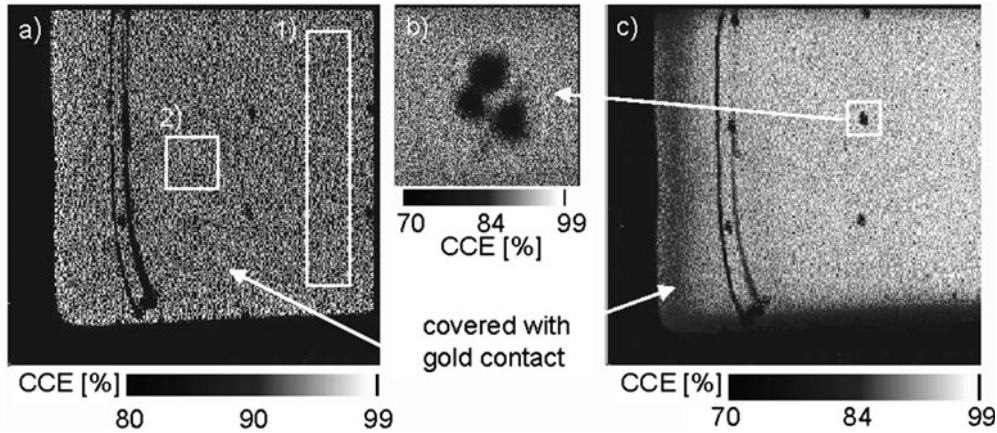 a)
1)
2)
b)
c)
70 84 99
CCE [%]
covered with
gold contact
CCE [%]
80 90 99
CCE [%]
70 84 99